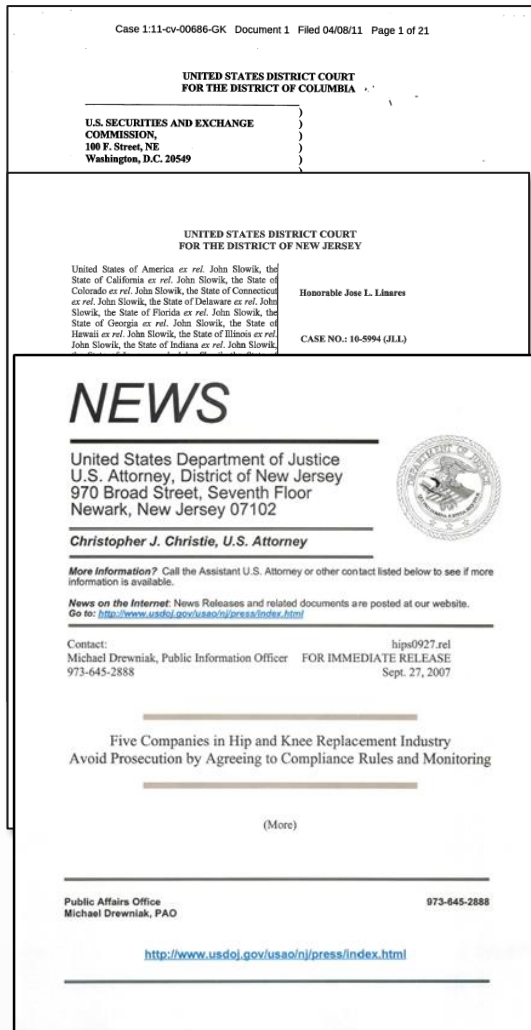 Case 1:11-cv-00686-GK Document 1 Filed 04/08/11 Page 1 of 21
UNITED STATES DISTRICT COURT
FOR THE DISTRICT OF COLUMBIA
U.S. SECURITIES AND EXCHANGE
COMMISSION,
100 F. Street, NE
Washington, D.C. 20549
)
)
)
)
)
UNITED STATES DISTRICT COURT
FOR THE DISTRICT OF NEW JERSEY
United States of America ex rel. John Slowik, the
State of California ex rel. John Slowik, the State of
Colorado ex rel. John Slowik, the State of Connecticut
ex rel. John Slowik, the State of Delaware ex rel. John
Slowik, the State of Florida ex rel. John Slowik, the
State of Georgia ex rel. John Slowik, the State of
Hawaii ex rel. John Slowik, the State of Illinois ex rel.
John Slowik, the State of Indiana ex rel. John Slowik,
Honorable Jose L. Linares
CASE NO.: 10-5994 (JLL)
NEWS
United States Department of Justice
U.S. Attorney, District of New Jersey
970 Broad Street, Seventh Floor
Newark, New Jersey 07102
DEPARTMENT OF JUSTICE
Christopher J. Christie, U.S. Attorney
More Information? Call the Assistant U.S. Attorney or other contact listed below to see if more
information is available.
News on the Internet: News Releases and related documents are posted at our website.
Go to: http://www.usdoj.gov/usao/nj/press/index.html
Contact: hips0927.rel
Michael Drewniak, Public Information Officer FOR IMMEDIATE RELEASE
973-645-2888 Sept. 27, 2007
Five Companies in Hip and Knee Replacement Industry
Avoid Prosecution by Agreeing to Compliance Rules and Monitoring
(More)
Public Affairs Office 973-645-2888
Michael Drewniak, PAO
http://www.usdoj.gov/usao/nj/press/index.html